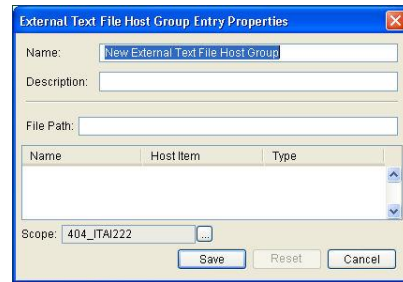 External Text File Host Group Entry Properties
Name: New External Text File Host Group
Description:
File Path:
Name Host Item Type
Scope: 404_ITAI222 ...
Save Reset Cancel